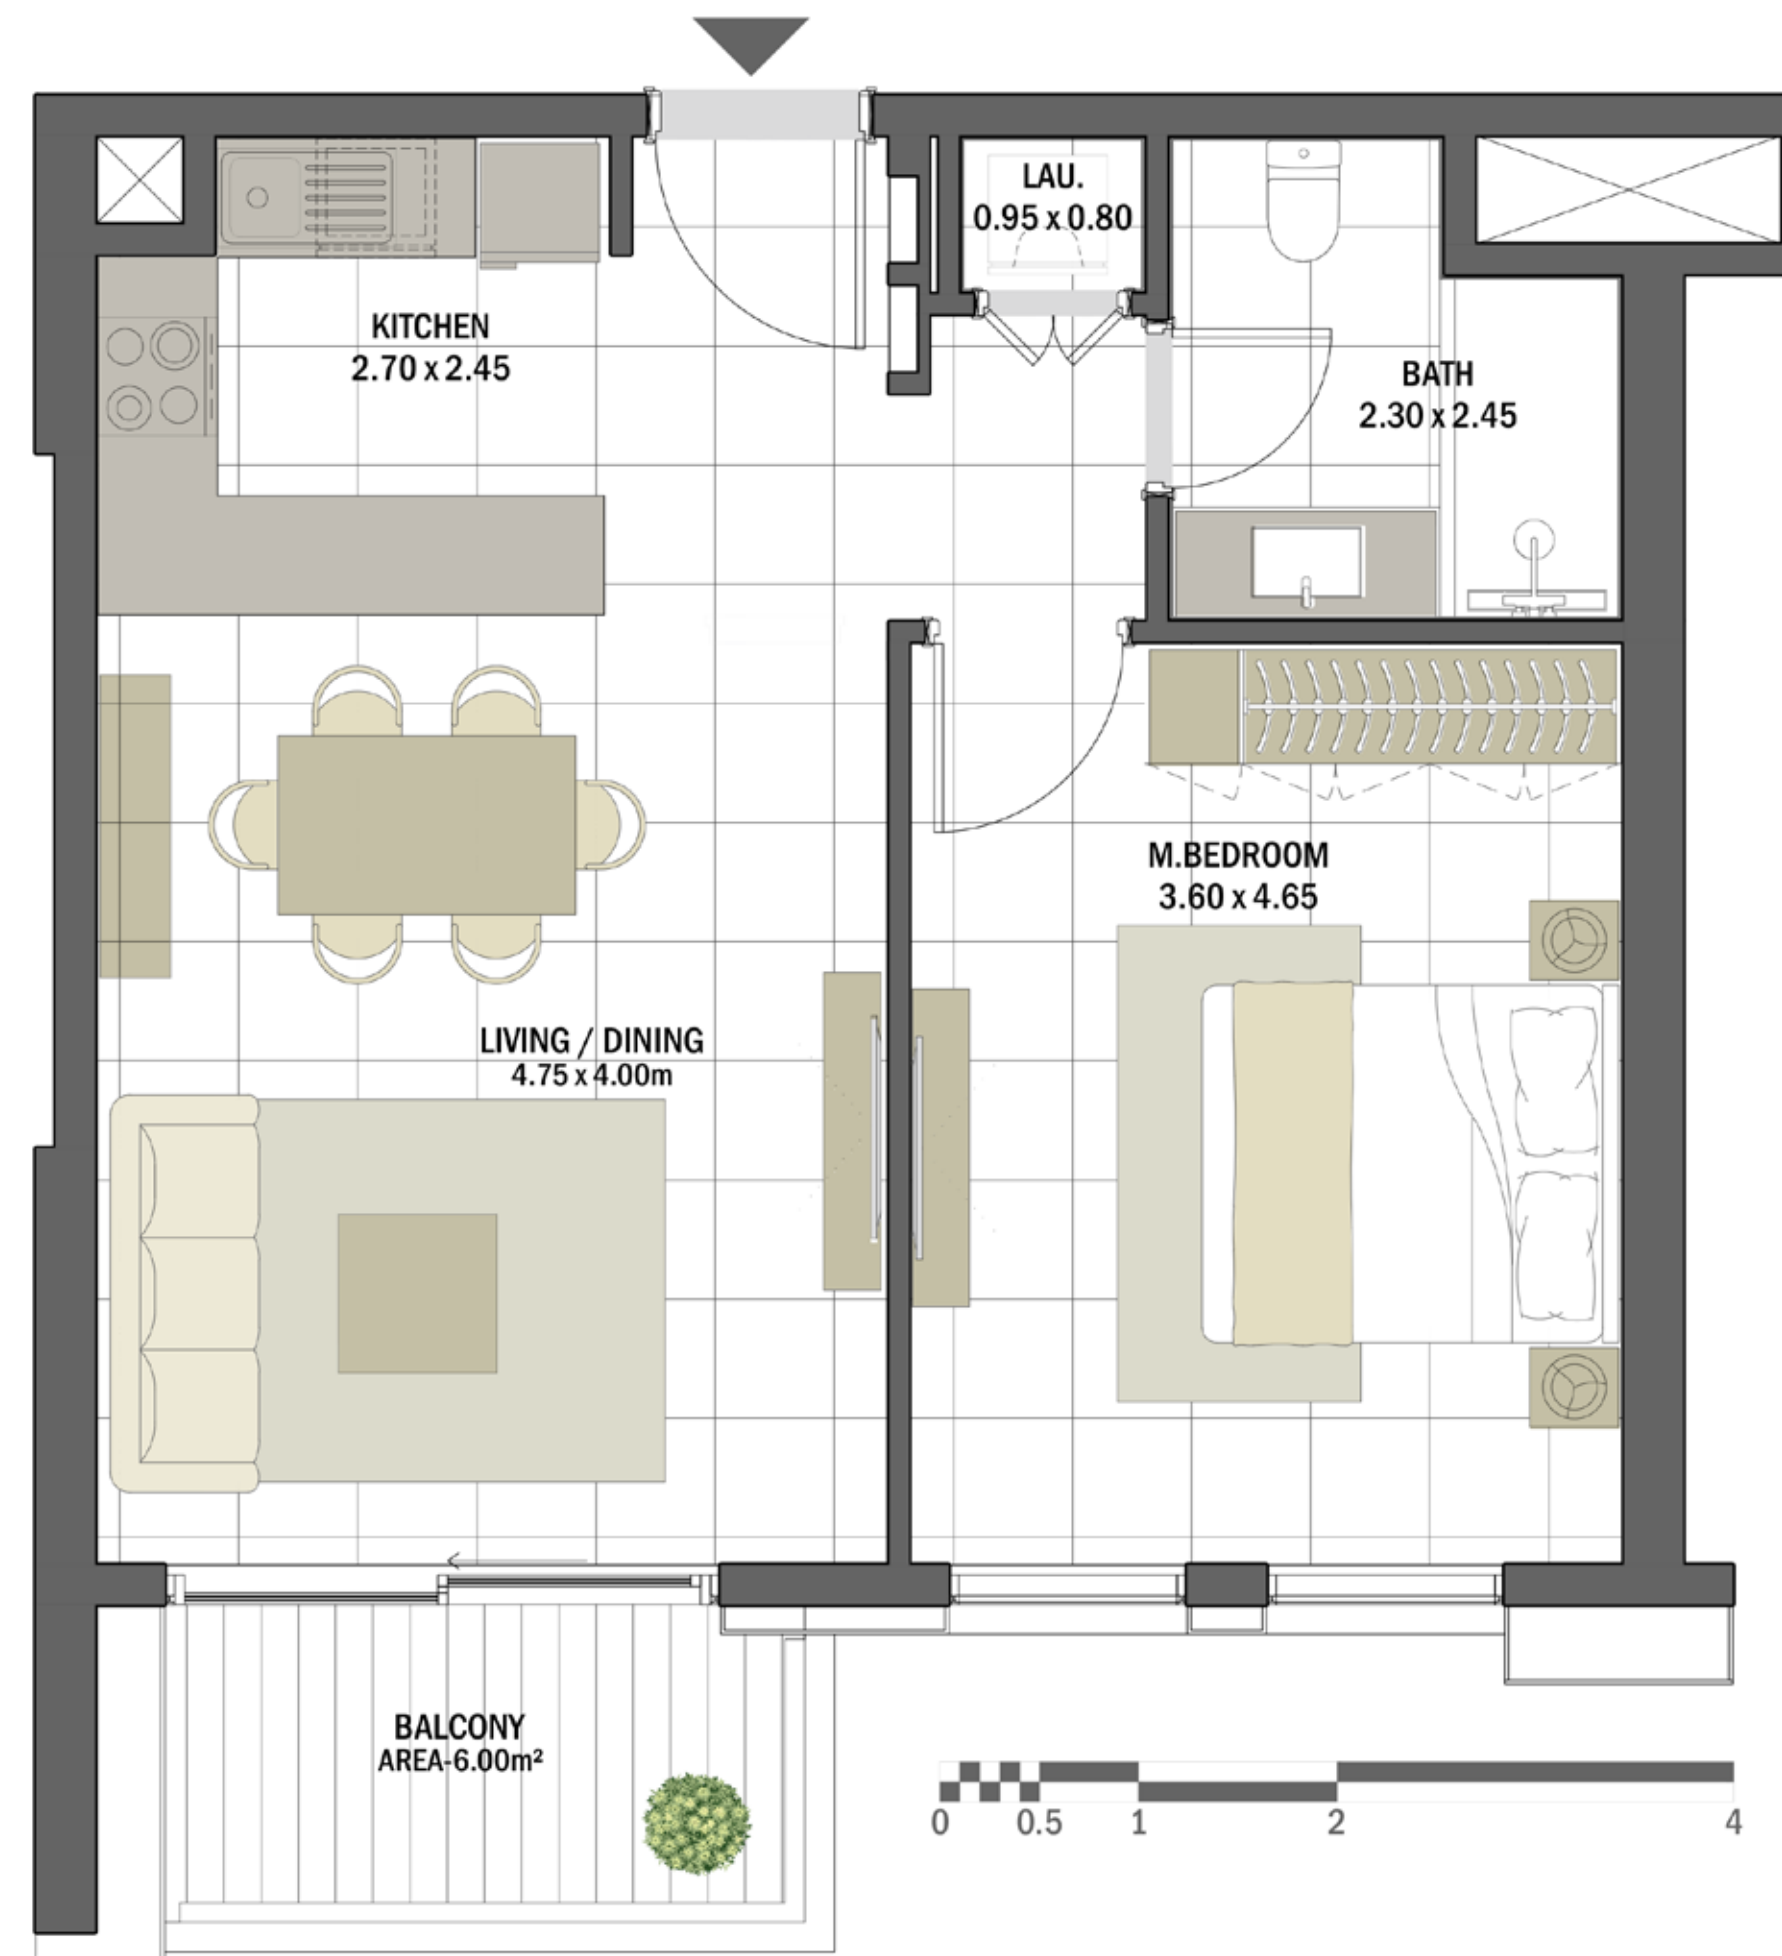 LAU.
0.95 x 0.80
KITCHEN
2.70 x 2.45
BATH
2.30 x 2.45
M.BEDROOM
3.60 x 4.65
LIVING / DINING
4.75 x 4.00m
BALCONY
AREA-6.00m²
0 0.5 1 2 4